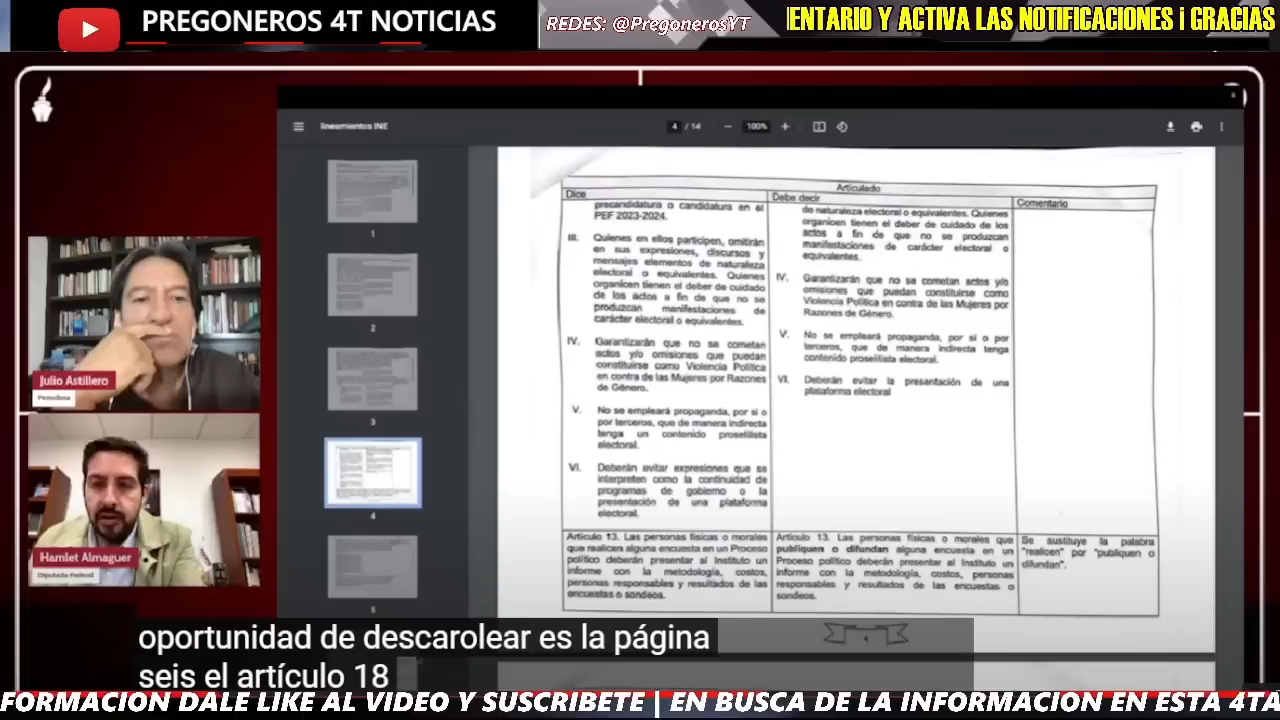 PREGONEROS 4T NOTICIAS
REDES: @PregonerosYT
IENTARIO Y ACTIVA LAS NOTIFICACIONES ¡ GRACIAS
lineamientos INE
4 / 14
100%
1
2
3
4
5
Julio Astillero
Periodista
Hamlet Almaguer
Diputado Federal
Articulado
Dice
Debe decir
Comentario
precandidatura o candidatura en el
PEF 2023-2024.
III. Quienes en ellos participen, omitirán
en sus expresiones, discursos y
mensajes elementos de naturaleza
electoral o equivalentes. Quienes
organicen tienen el deber de cuidado
de los actos a fin de que no se
produzcan manifestaciones de
carácter electoral o equivalentes.
IV. Garantizarán que no se cometan
actos y/o omisiones que puedan
constituirse como Violencia Política
en contra de las Mujeres por Razones
de Género.
V. No se empleará propaganda, por si o
por terceros, que de manera indirecta
tenga un contenido proselitista
electoral.
VI. Deberán evitar expresiones que se
interpreten como la continuidad de
programas de gobierno o la
presentación de una plataforma
electoral.
de naturaleza electoral o equivalentes. Quienes
organicen tienen el deber de cuidado de los
actos a fin de que no se produzcan
manifestaciones de carácter electoral o
equivalentes.
IV. Garantizarán que no se cometan actos y/o
omisiones que puedan constituirse como
Violencia Política en contra de las Mujeres por
Razones de Género.
V. No se empleará propaganda, por si o por
terceros, que de manera indirecta tenga
contenido proselitista electoral.
VI. Deberán evitar la presentación de una
plataforma electoral
Artículo 13. Las personas físicas o morales
que realicen alguna encuesta en un Proceso
político deberán presentar al Instituto un
informe con la metodología, costos,
personas responsables y resultados de las
encuestas o sondeos.
Artículo 13. Las personas físicas o morales que
publiquen o difundan alguna encuesta en un
Proceso político deberán presentar al Instituto un
informe con la metodología, costos, personas
responsables y resultados de las encuestas o
sondeos.
Se sustituye la palabra
"realicen" por "publiquen o
difundan".
4
oportunidad de descarolear es la página
seis el artículo 18
FORMACION DALE LIKE AL VIDEO Y SUSCRIBETE | EN BUSCA DE LA INFORMACION EN ESTA 4TA